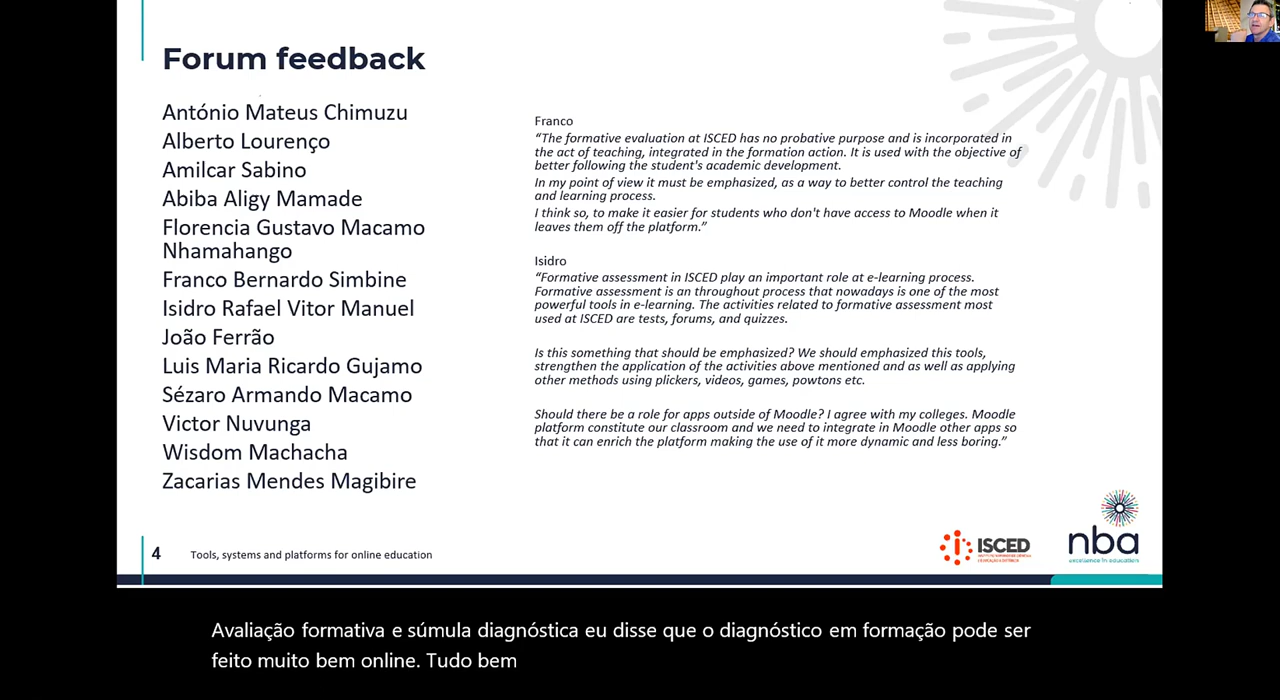 Forum feedback
António Mateus Chimuzu
Alberto Lourenço
Amilcar Sabino
Abiba Aligy Mamade
Florencia Gustavo Macamo
Nhamahango
Franco Bernardo Simbine
Isidro Rafael Vitor Manuel
João Ferrão
Luis Maria Ricardo Gujamo
Sézaro Armando Macamo
Victor Nuvunga
Wisdom Machacha
Zacarias Mendes Magibire
Franco
“The formative evaluation at ISCED has no probative purpose and is incorporated in
the act of teaching, integrated in the formation action. It is used with the objective of
better following the student's academic development.
In my point of view it must be emphasized, as a way to better control the teaching
and learning process.
I think so, to make it easier for students who don't have access to Moodle when it
leaves them off the platform.”
Isidro
“Formative assessment in ISCED play an important role at e-learning process.
Formative assessment is an throughout process that nowadays is one of the most
powerful tools in e-learning. The activities related to formative assessment most
used at ISCED are tests, forums, and quizzes.
Is this something that should be emphasized? We should emphasized this tools,
strengthen the application of the activities above mentioned and as well as applying
other methods using plickers, videos, games, powtons etc.
Should there be a role for apps outside of Moodle? I agree with my colleges. Moodle
platform constitute our classroom and we need to integrate in Moodle other apps so
that it can enrich the platform making the use of it more dynamic and less boring.”
4 Tools, systems and platforms for online education
ISCED
nba
excellence in education
Avaliação formativa e súmula diagnóstica eu disse que o diagnóstico em formação pode ser
feito muito bem online. Tudo bem